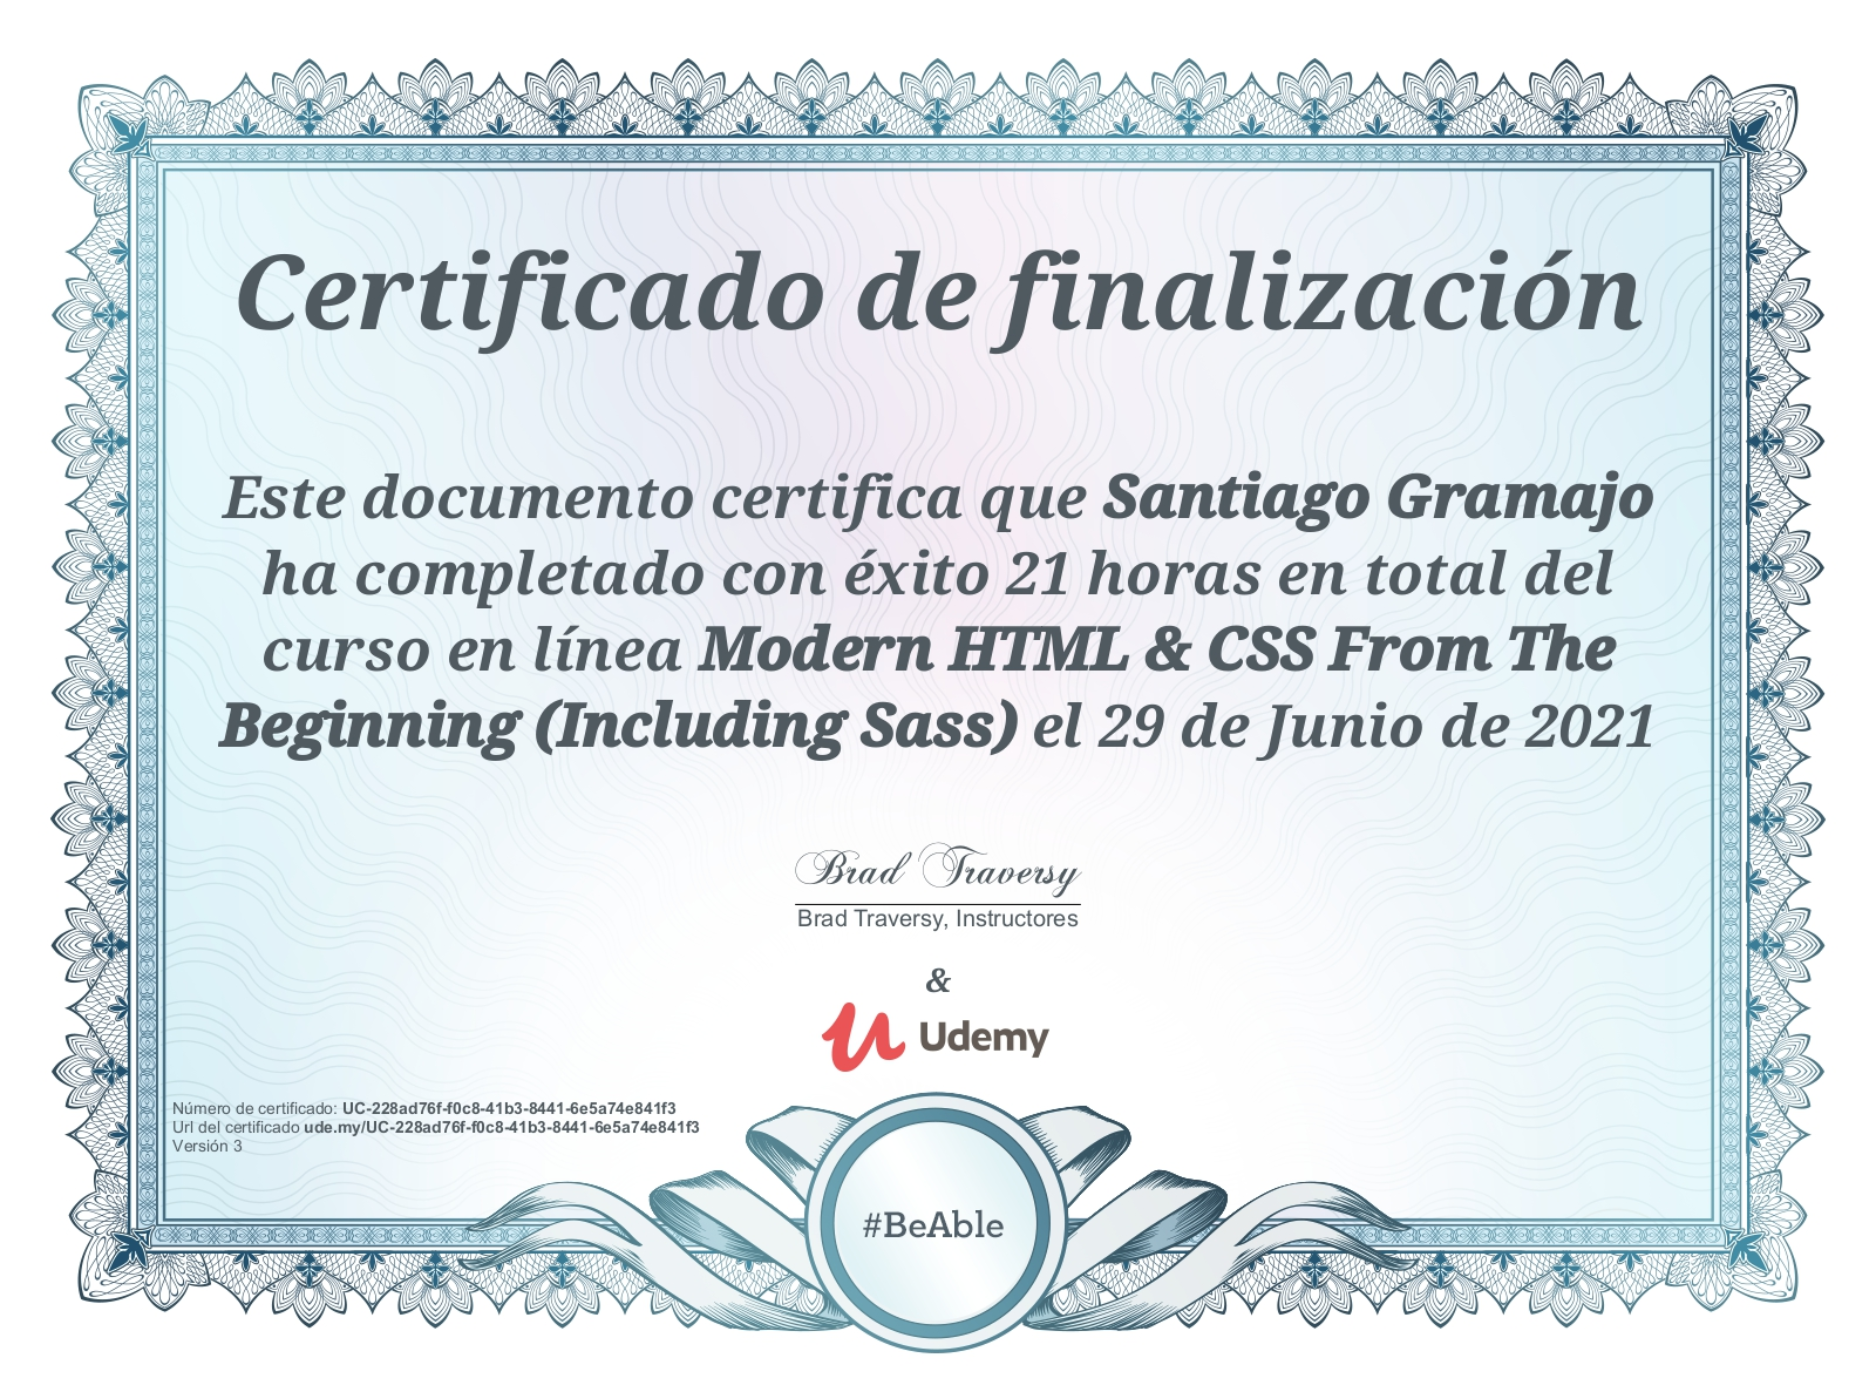 Certificado de finalización
Este documento certifica que Santiago Gramajo
ha completado con éxito 21 horas en total del
curso en línea Modern HTML & CSS From The
Beginning (Including Sass) el 29 de Junio de 2021
Brad Traversy
Brad Traversy, Instructores
&
Udemy
Número de certificado: UC-228ad76f-f0c8-41b3-8441-6e5a74e841f3
Url del certificado ude.my/UC-228ad76f-f0c8-41b3-8441-6e5a74e841f3
Versión 3
#BeAble